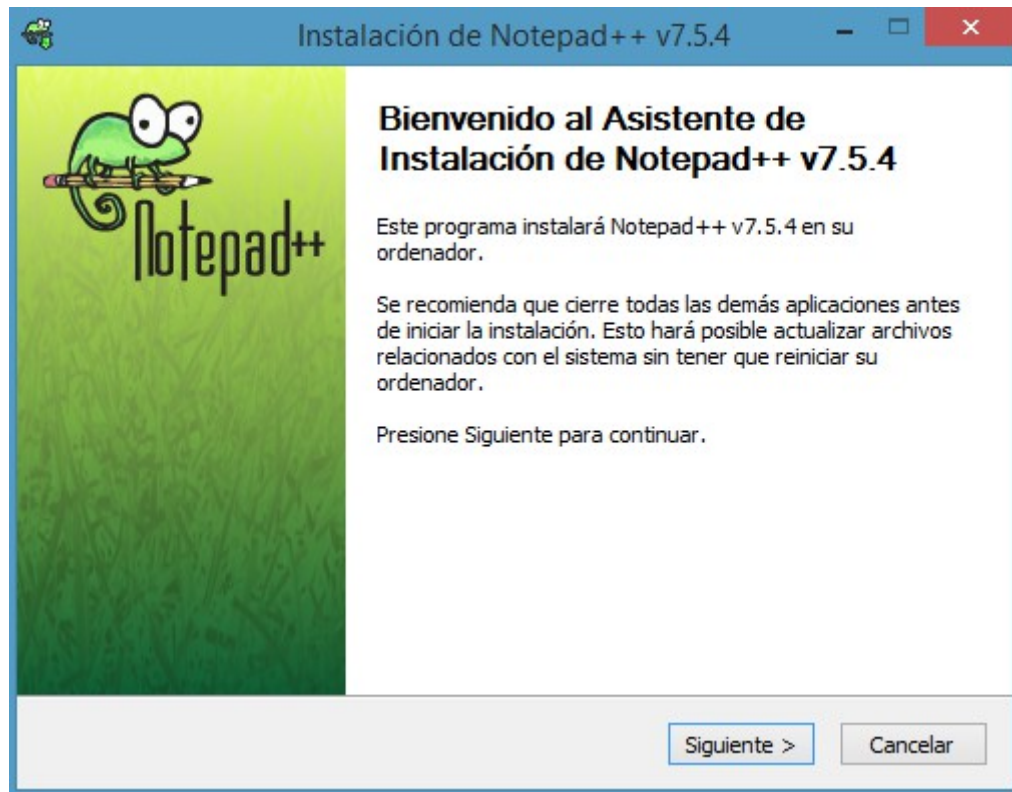 Instalación de Notepad++ v7.5.4
Notepad++
Bienvenido al Asistente de
Instalación de Notepad++ v7.5.4
Este programa instalará Notepad++ v7.5.4 en su
ordenador.
Se recomienda que cierre todas las demás aplicaciones antes
de iniciar la instalación. Esto hará posible actualizar archivos
relacionados con el sistema sin tener que reiniciar su
ordenador.
Presione Siguiente para continuar.
Siguiente >
Cancelar